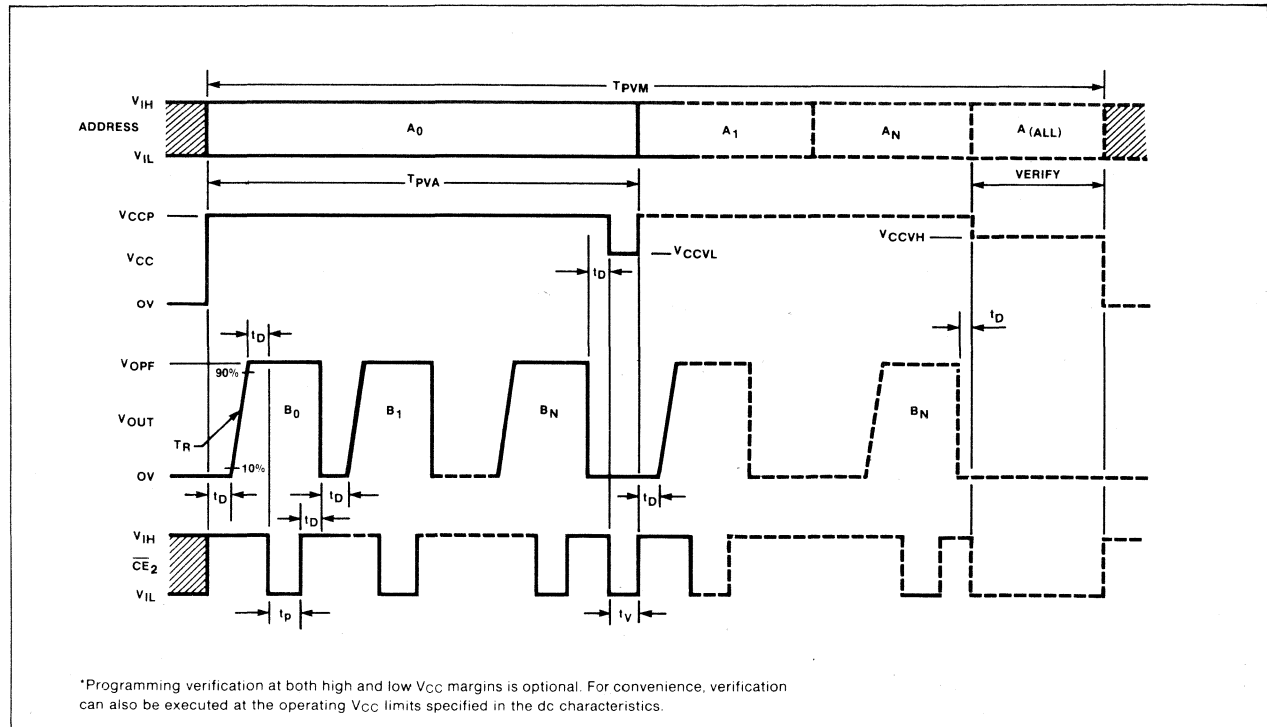 TPVM
VIH
ADDRESS
A0
A1
AN
A (ALL)
VIL
TPVA
VERIFY
VCCP
VCCVH
VCC
VCCVL
tD
0V
tD
tD
VOPF
90%
VOUT
B0
B1
BN
BN
TR
10%
0V
tD
tD
tD
tD
VIH
CE2
VIL
tP
tV
*Programming verification at both high and low VCC margins is optional. For convenience, verification
can also be executed at the operating VCC limits specified in the dc characteristics.